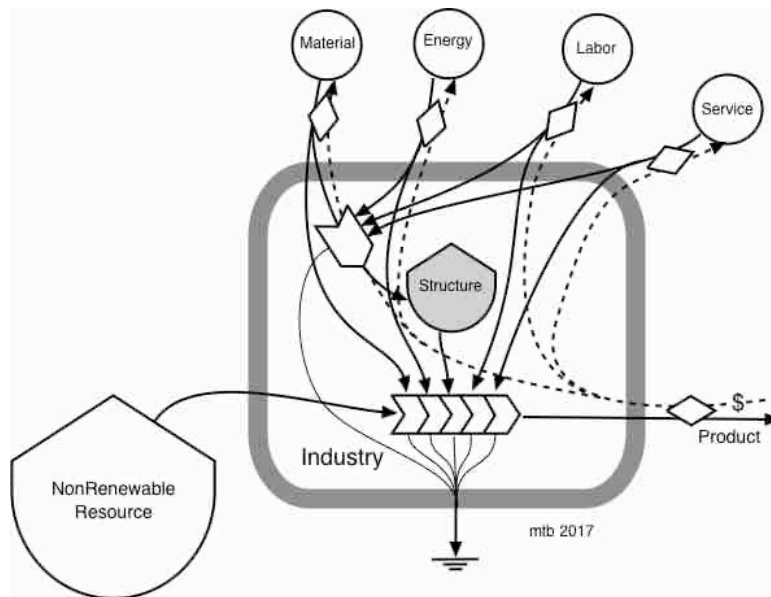 Material
Energy
Labor
Service
Structure
$
Product
Industry
NonRenewable
Resource
mtb 2017